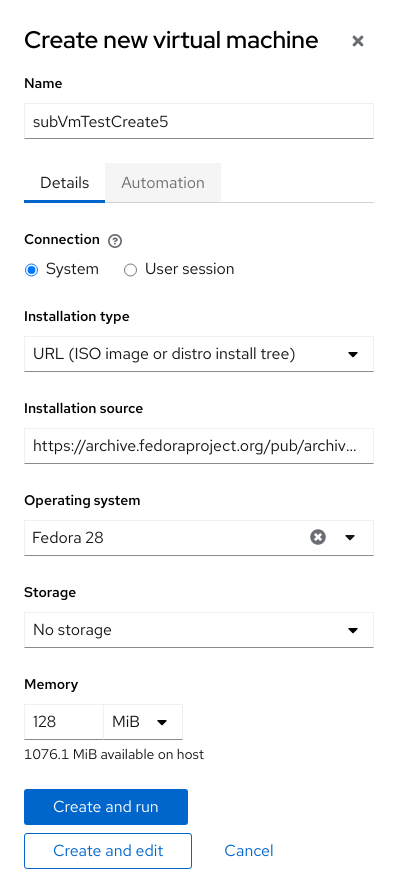 Create new virtual machine
Name
subVmTestCreate5
Details Automation
Connection
System User session
Installation type
URL (ISO image or distro install tree)
Installation source
https://archive.fedoraproject.org/pub/archiv...
Operating system
Fedora 28
Storage
No storage
Memory
128 MiB
1076.1 MiB available on host
Create and run
Create and edit Cancel